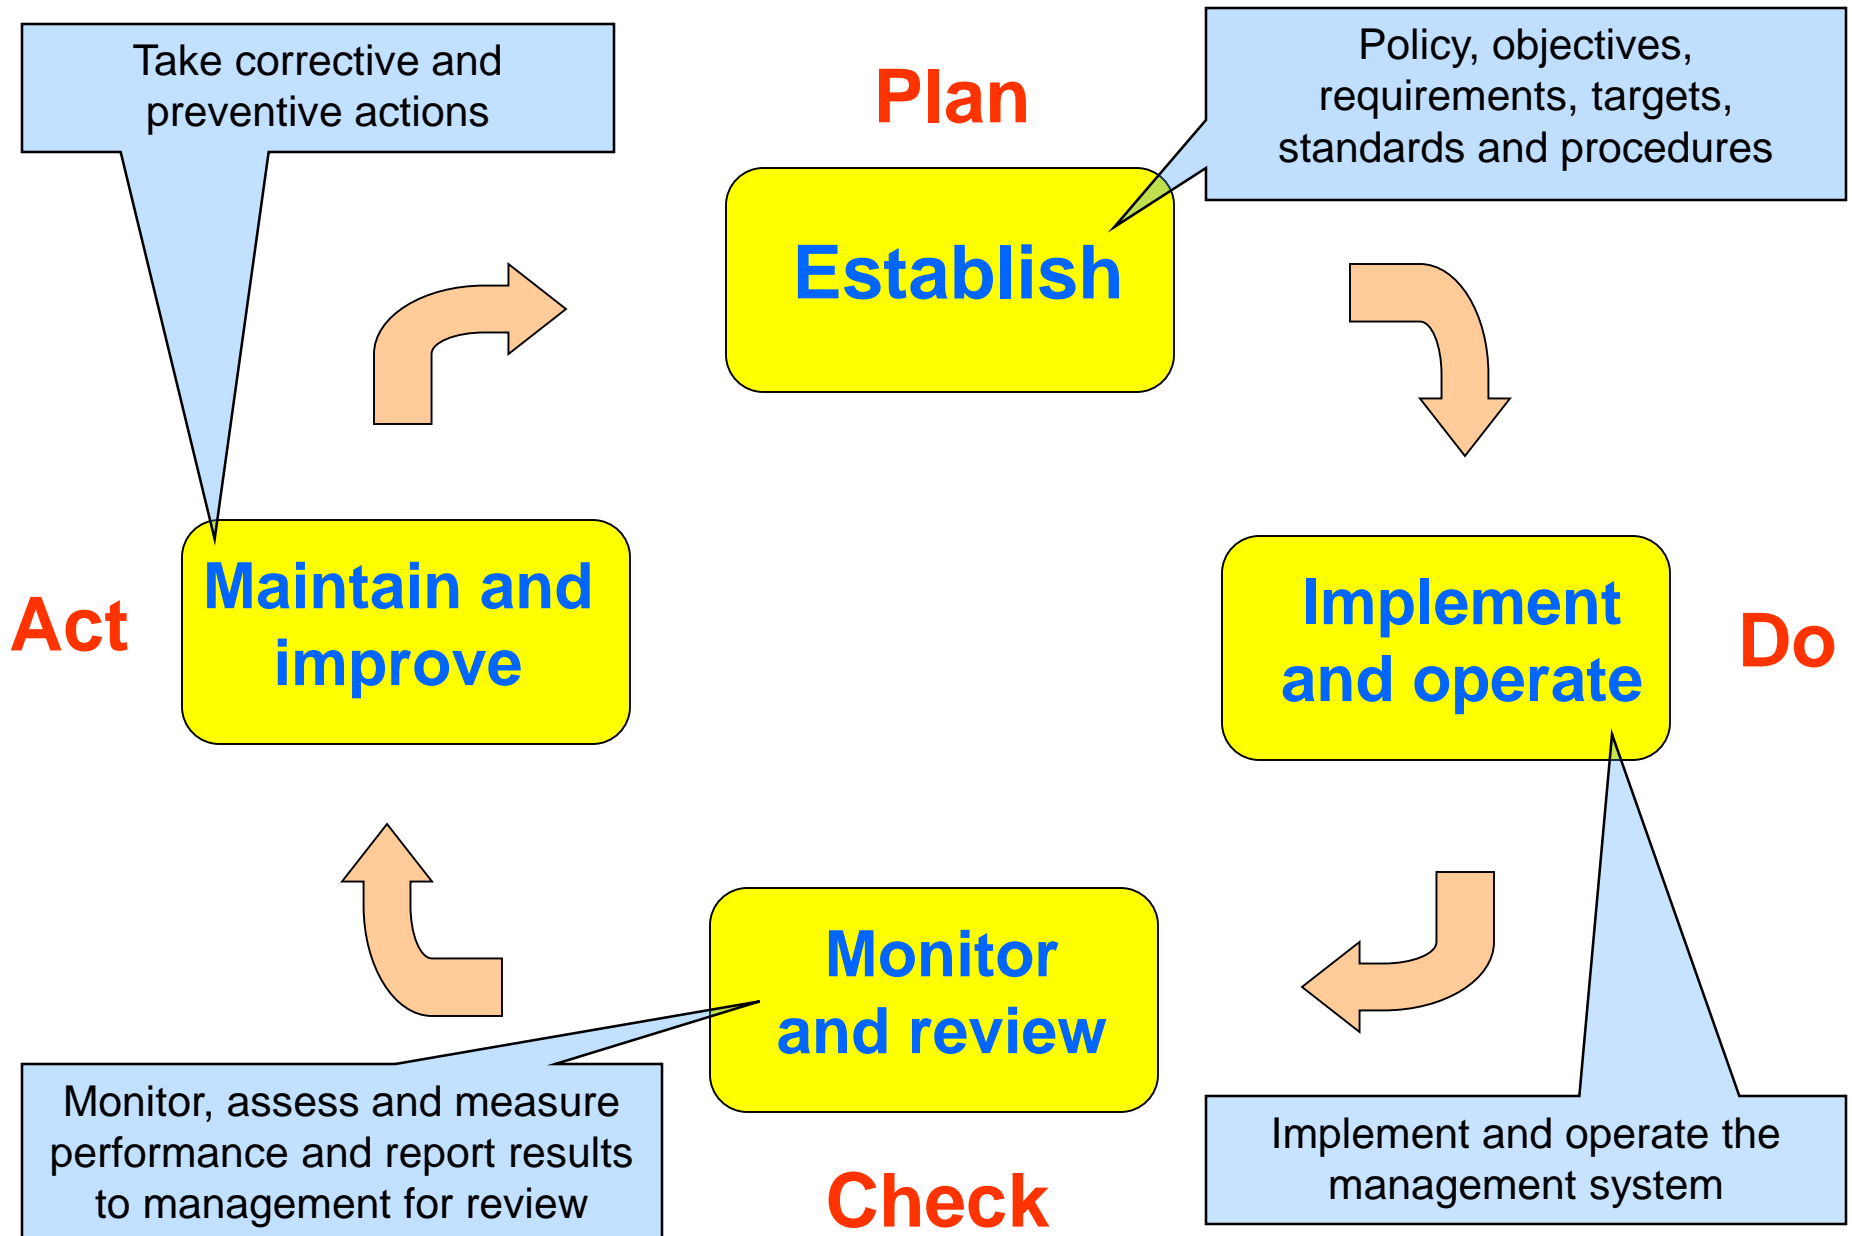 Take corrective and
preventive actions
Plan
Policy, objectives,
requirements, targets,
standards and procedures
Establish
Act
Maintain and
improve
Implement
and operate
Do
Monitor
and review
Monitor, assess and measure
performance and report results
to management for review
Check
Implement and operate the
management system